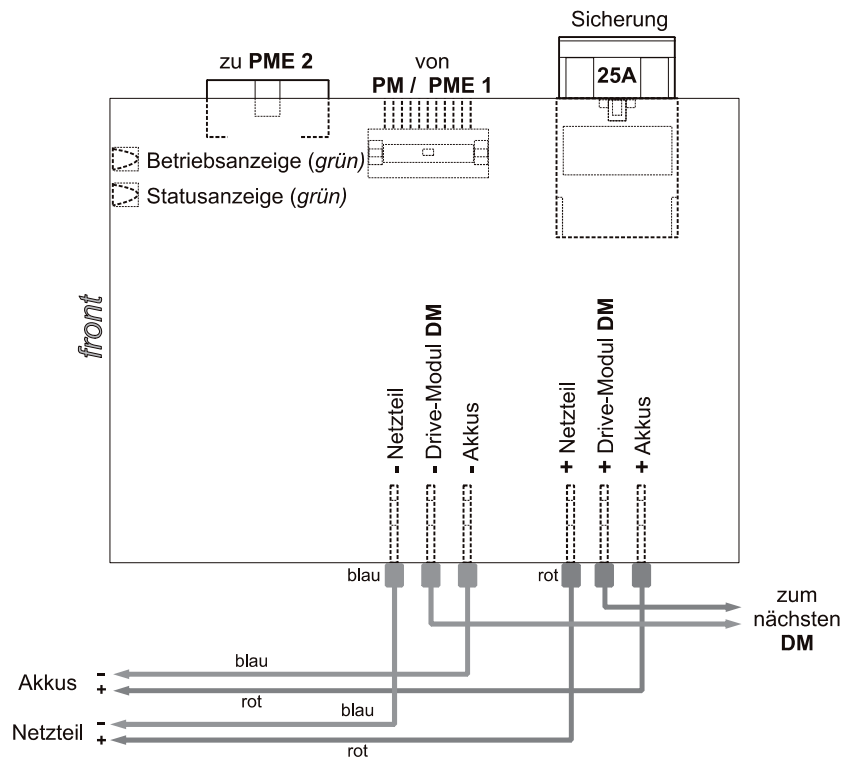 Sicherung
zu PME 2
von
PM / PME 1
25A
Betriebsanzeige (grün)
Statusanzeige (grün)
front
- Netzteil
- Drive-Modul DM
- Akkus
+ Netzteil
+ Drive-Modul DM
+ Akkus
blau
rot
zum
nächsten
DM
blau
Akkus - +
rot
blau
Netzteil - +
rot